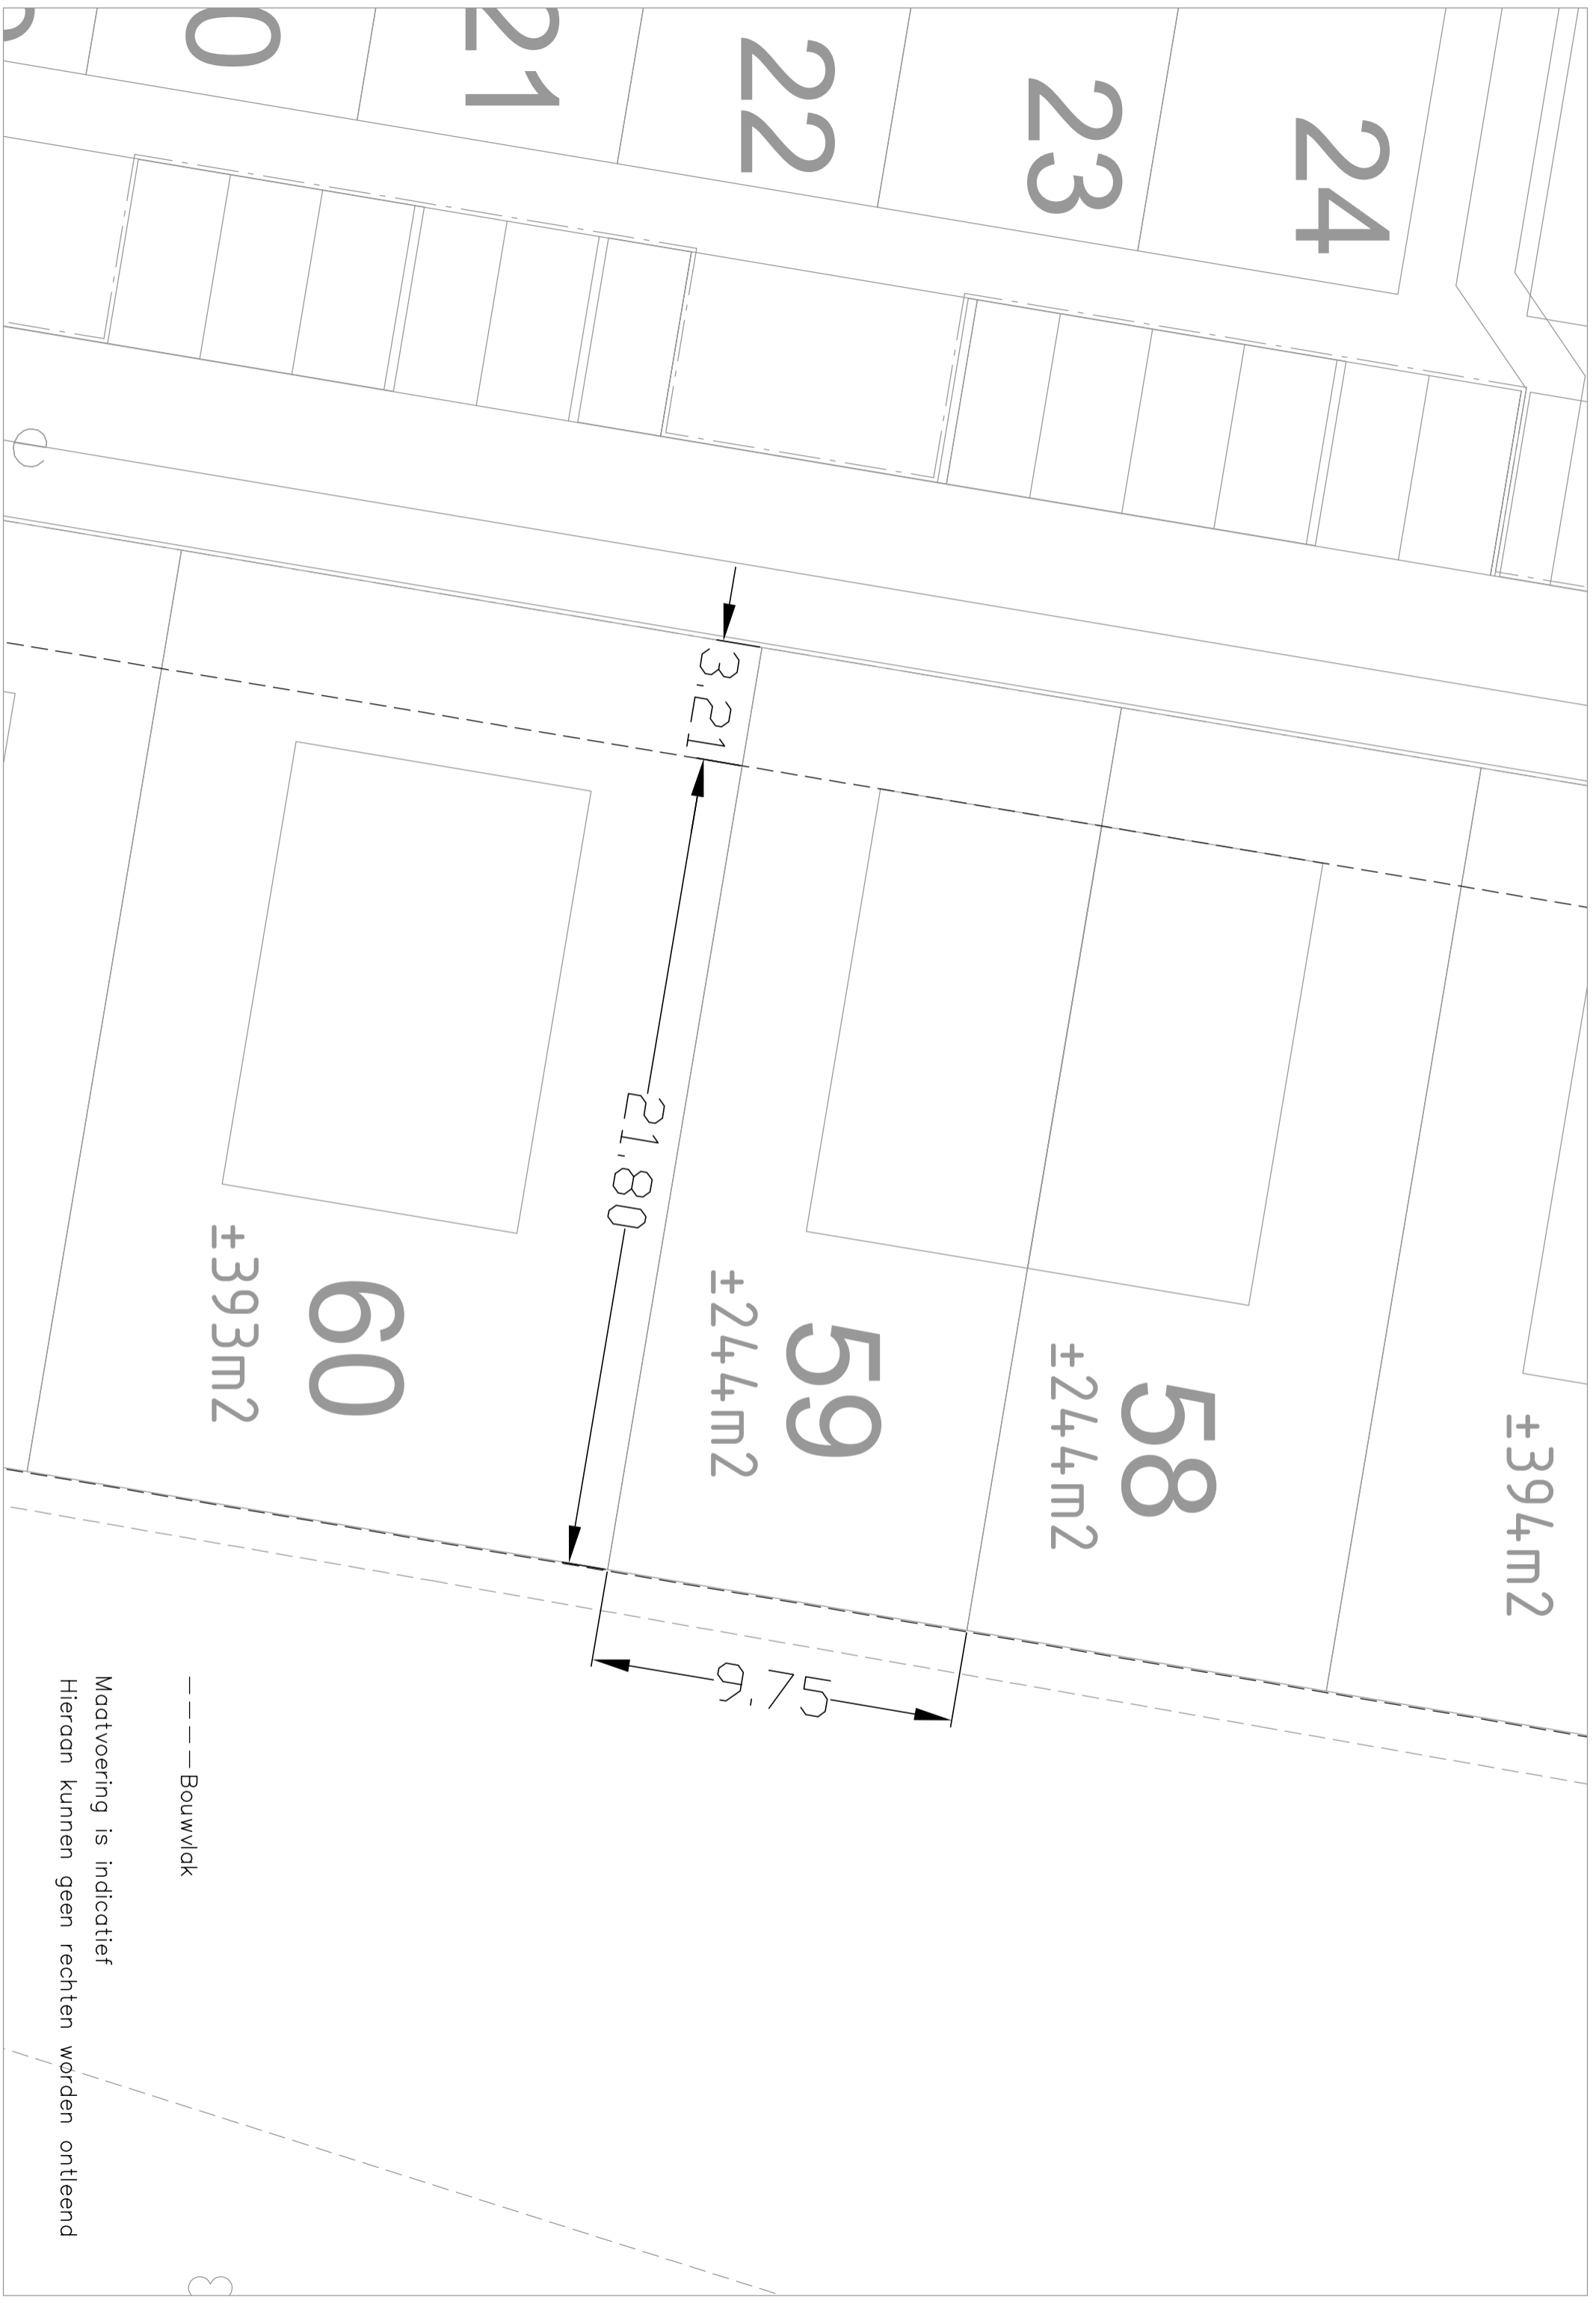 21
22
23
24
3.21
21.80
60
±393m2
59
±244m2
58
±244m2
±394m2
9.75
Bouwvlak
Maatvoering is indicatief
Hieraan kunnen geen rechten worden ontleend